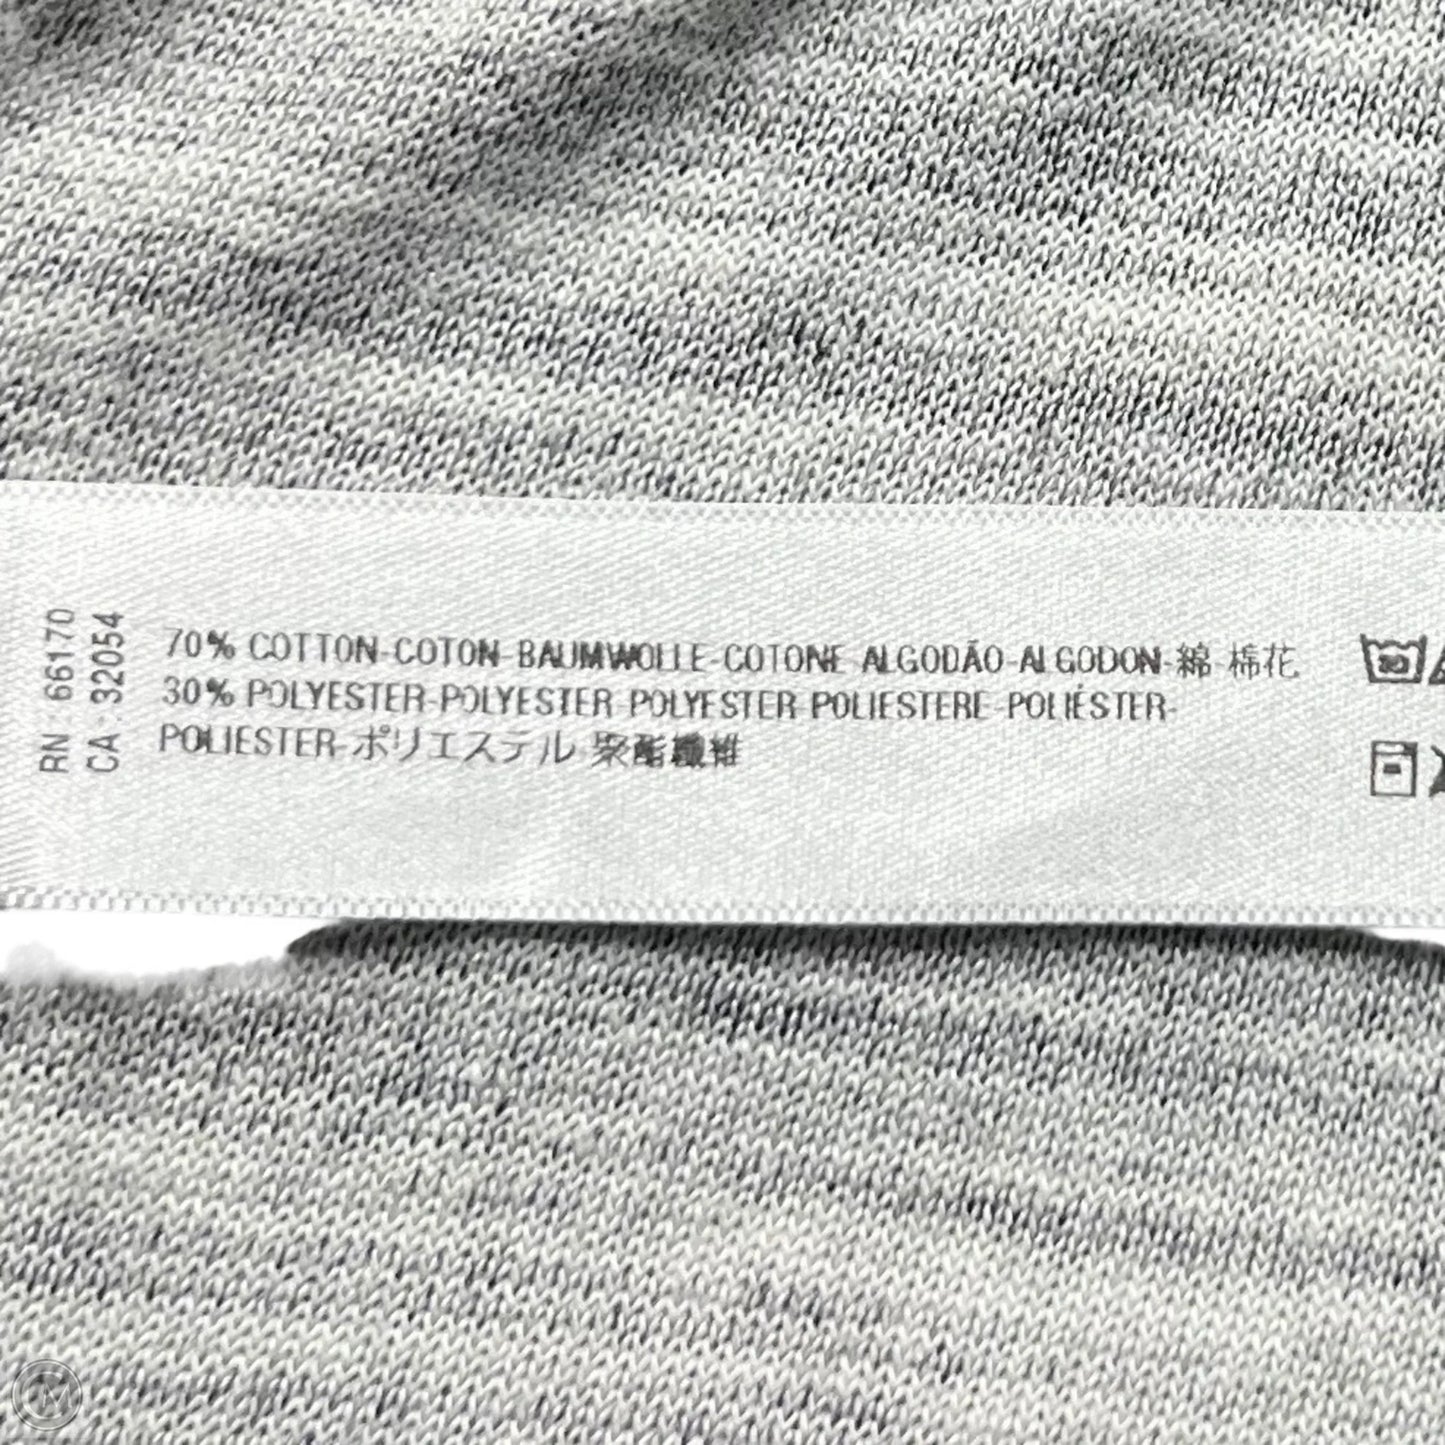 RN : 66170
CA : 32054
70% COTTON-COTON-BAUMWOLLE-COTONE ALGODÃO-ALGODON-綿-棉花
30% POLYESTER-POLYESTER-POLYESTER-POLIESTERE-POLIÉSTER-
POLIESTER-ポリエステル-聚酯纖維
30
M